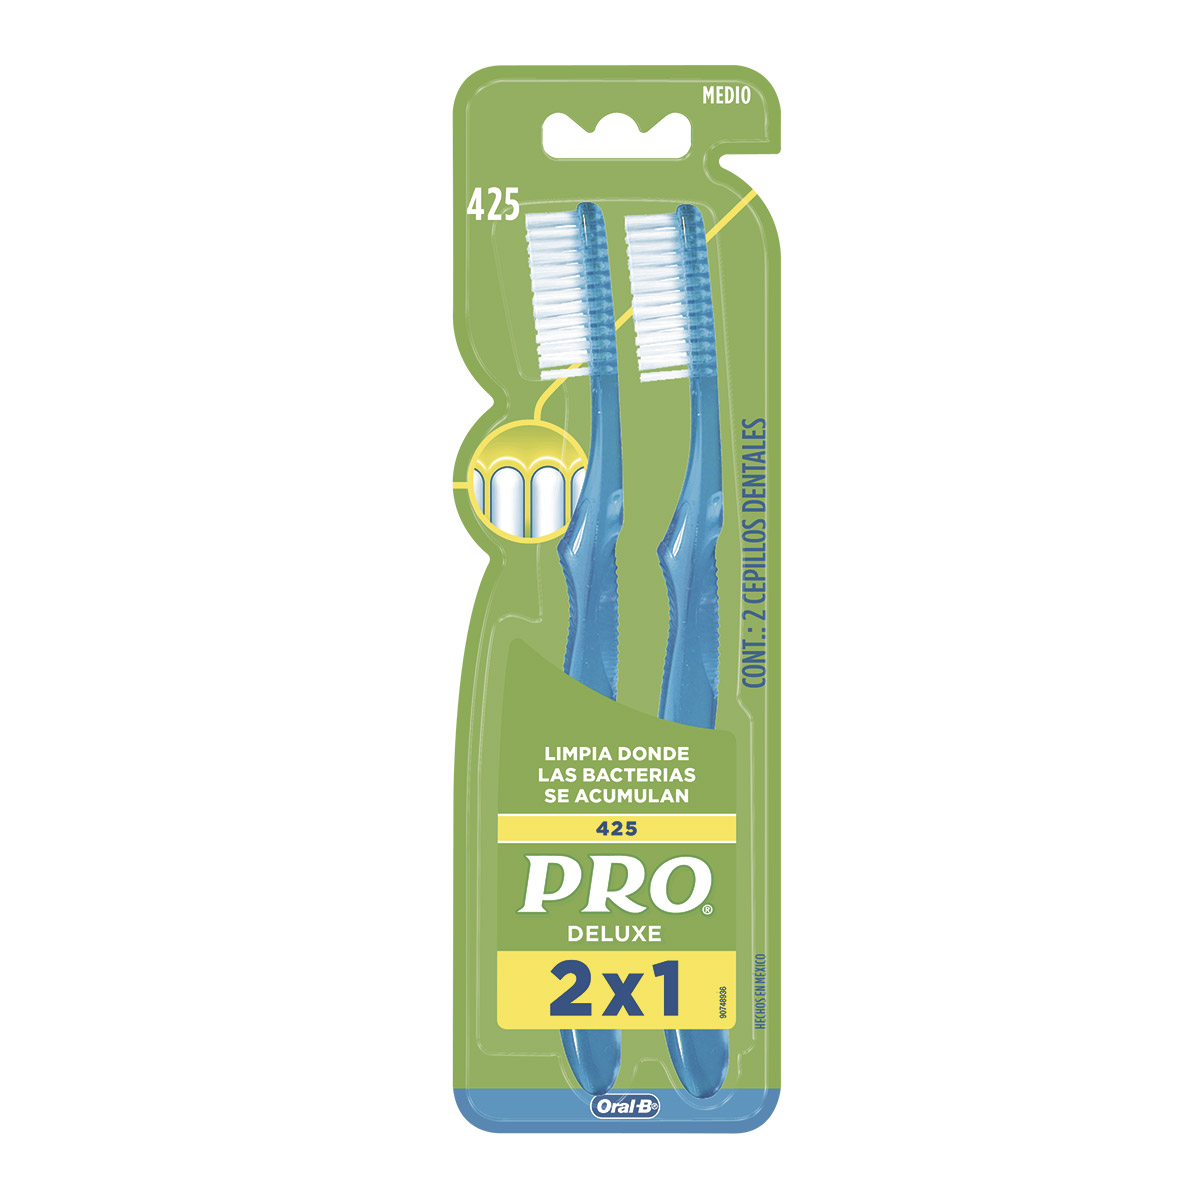 MEDIO
425
CONT.: 2 CEPILLOS DENTALES
LIMPIA DONDE
LAS BACTERIAS
SE ACUMULAN
425
PRO®
DELUXE
2x1
90748936
HECHOS EN MÉXICO
Oral-B®